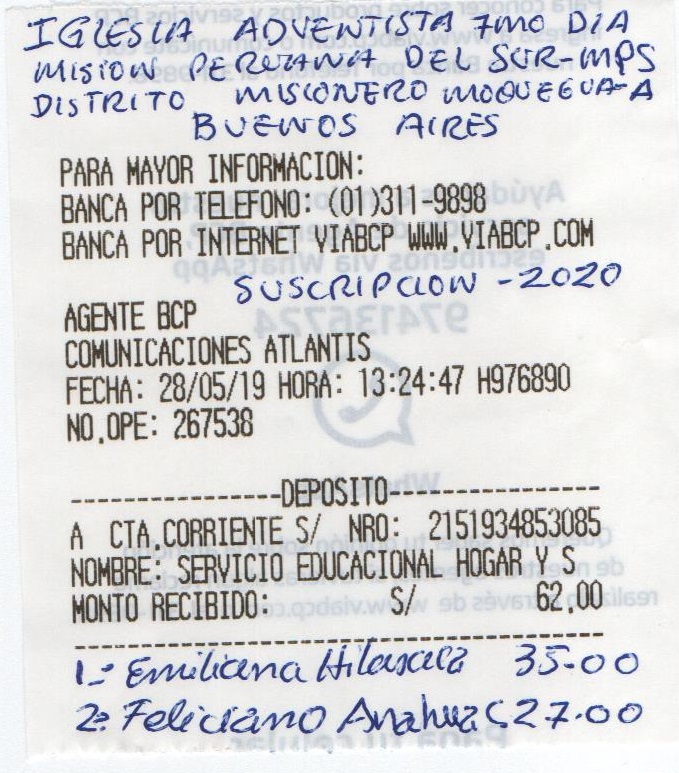 IGLESIA ADVENTISTA 7MO DIA
MISION PERUANA DEL SUR-MPS
DISTRITO MISIONERO MOQUEGUA-A
BUENOS AIRES
PARA MAYOR INFORMACION:
BANCA POR TELEFONO: (01)311-9898
BANCA POR INTERNET VIABCP WWW.VIABCP.COM
SUSCRIPCION - 2020
AGENTE BCP
COMUNICACIONES ATLANTIS
FECHA: 28/05/19 HORA: 13:24:47 H976890
NO.OPE: 267538
----------------DEPOSITO----------------
A CTA.CORRIENTE S/ NRO: 2151934853085
NOMBRE: SERVICIO EDUCACIONAL HOGAR Y S
MONTO RECIBIDO: S/ 62.00
----------------------------------------
1.- Emiliana 35.00
2.- Feliciano 27.00